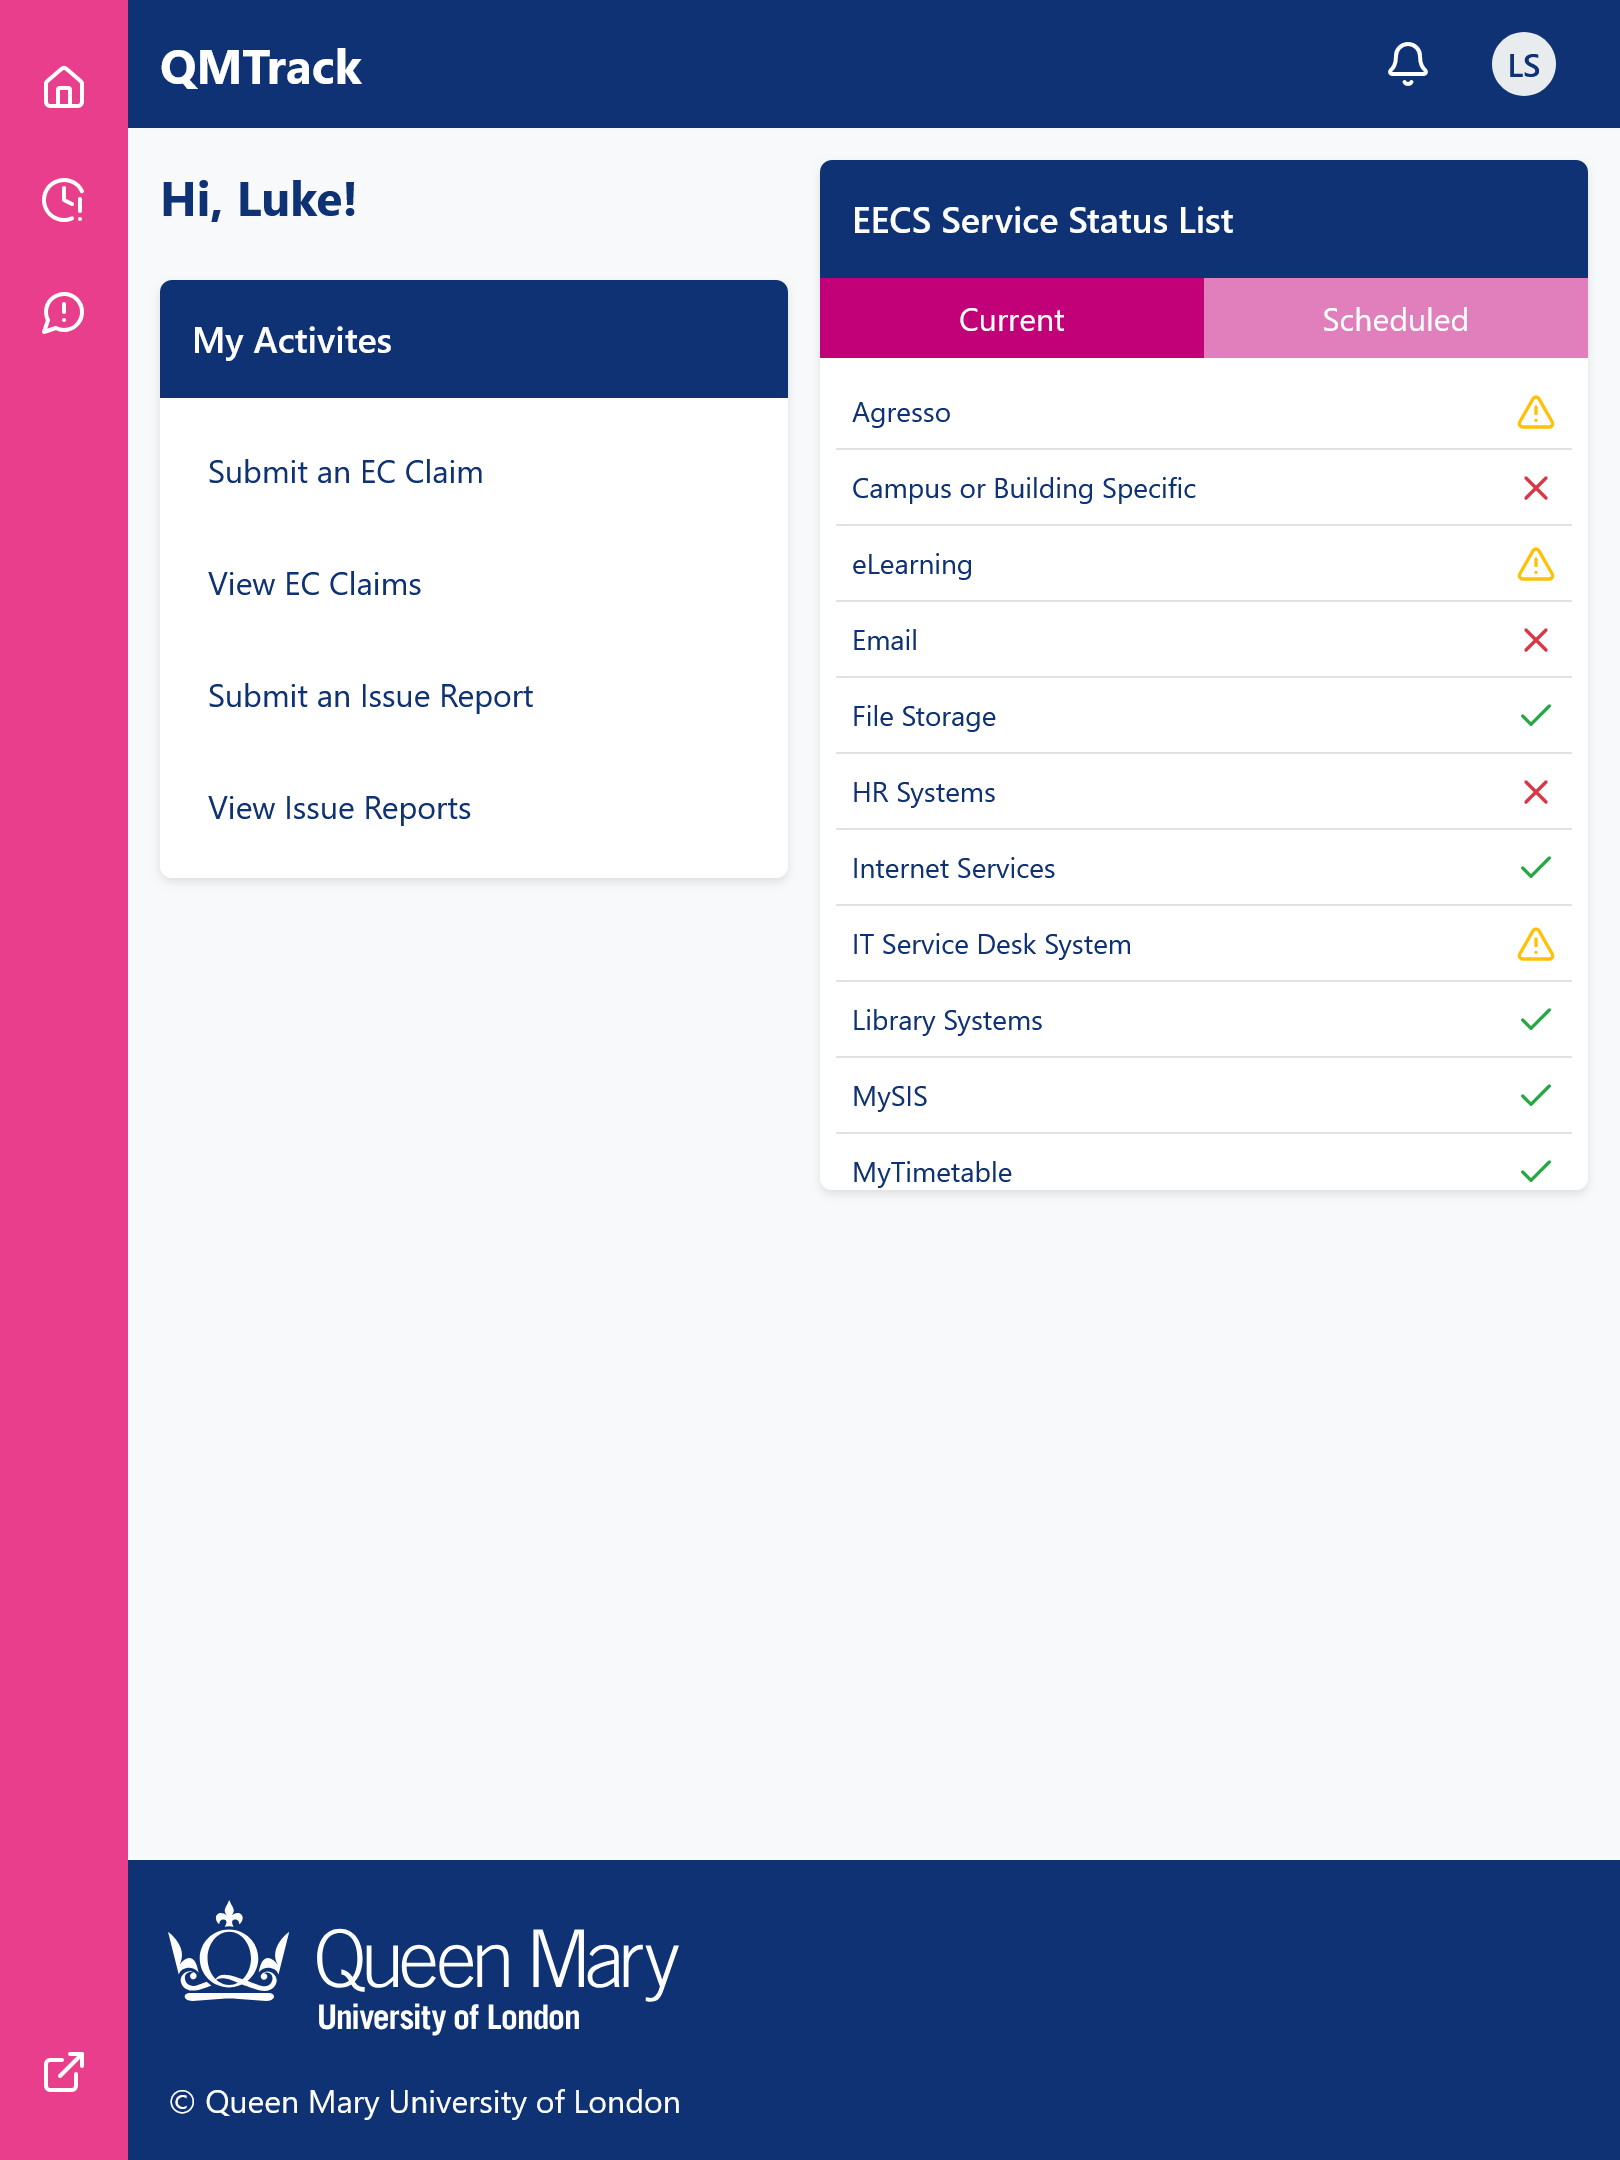 QMTrack
LS
Hi, Luke!
My Activites
Submit an EC Claim
View EC Claims
Submit an Issue Report
View Issue Reports
EECS Service Status List
Current
Scheduled
Agresso
Campus or Building Specific
eLearning
Email
File Storage
HR Systems
Internet Services
IT Service Desk System
Library Systems
MySIS
MyTimetable
Queen Mary
University of London
© Queen Mary University of London